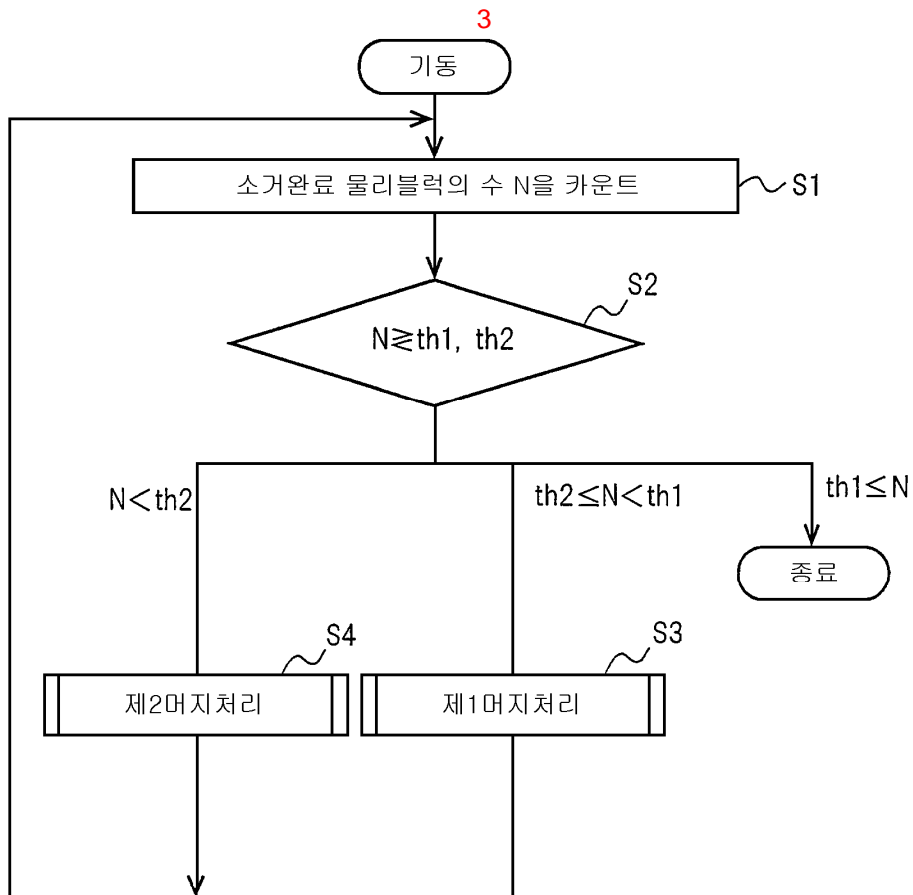 3
기동
소거완료 물리블럭의 수 N을 카운트
S1
S2
N≷th1, th2
N<th2
th2≦N<th1
th1≦N
종료
S4
S3
제2머지처리
제1머지처리